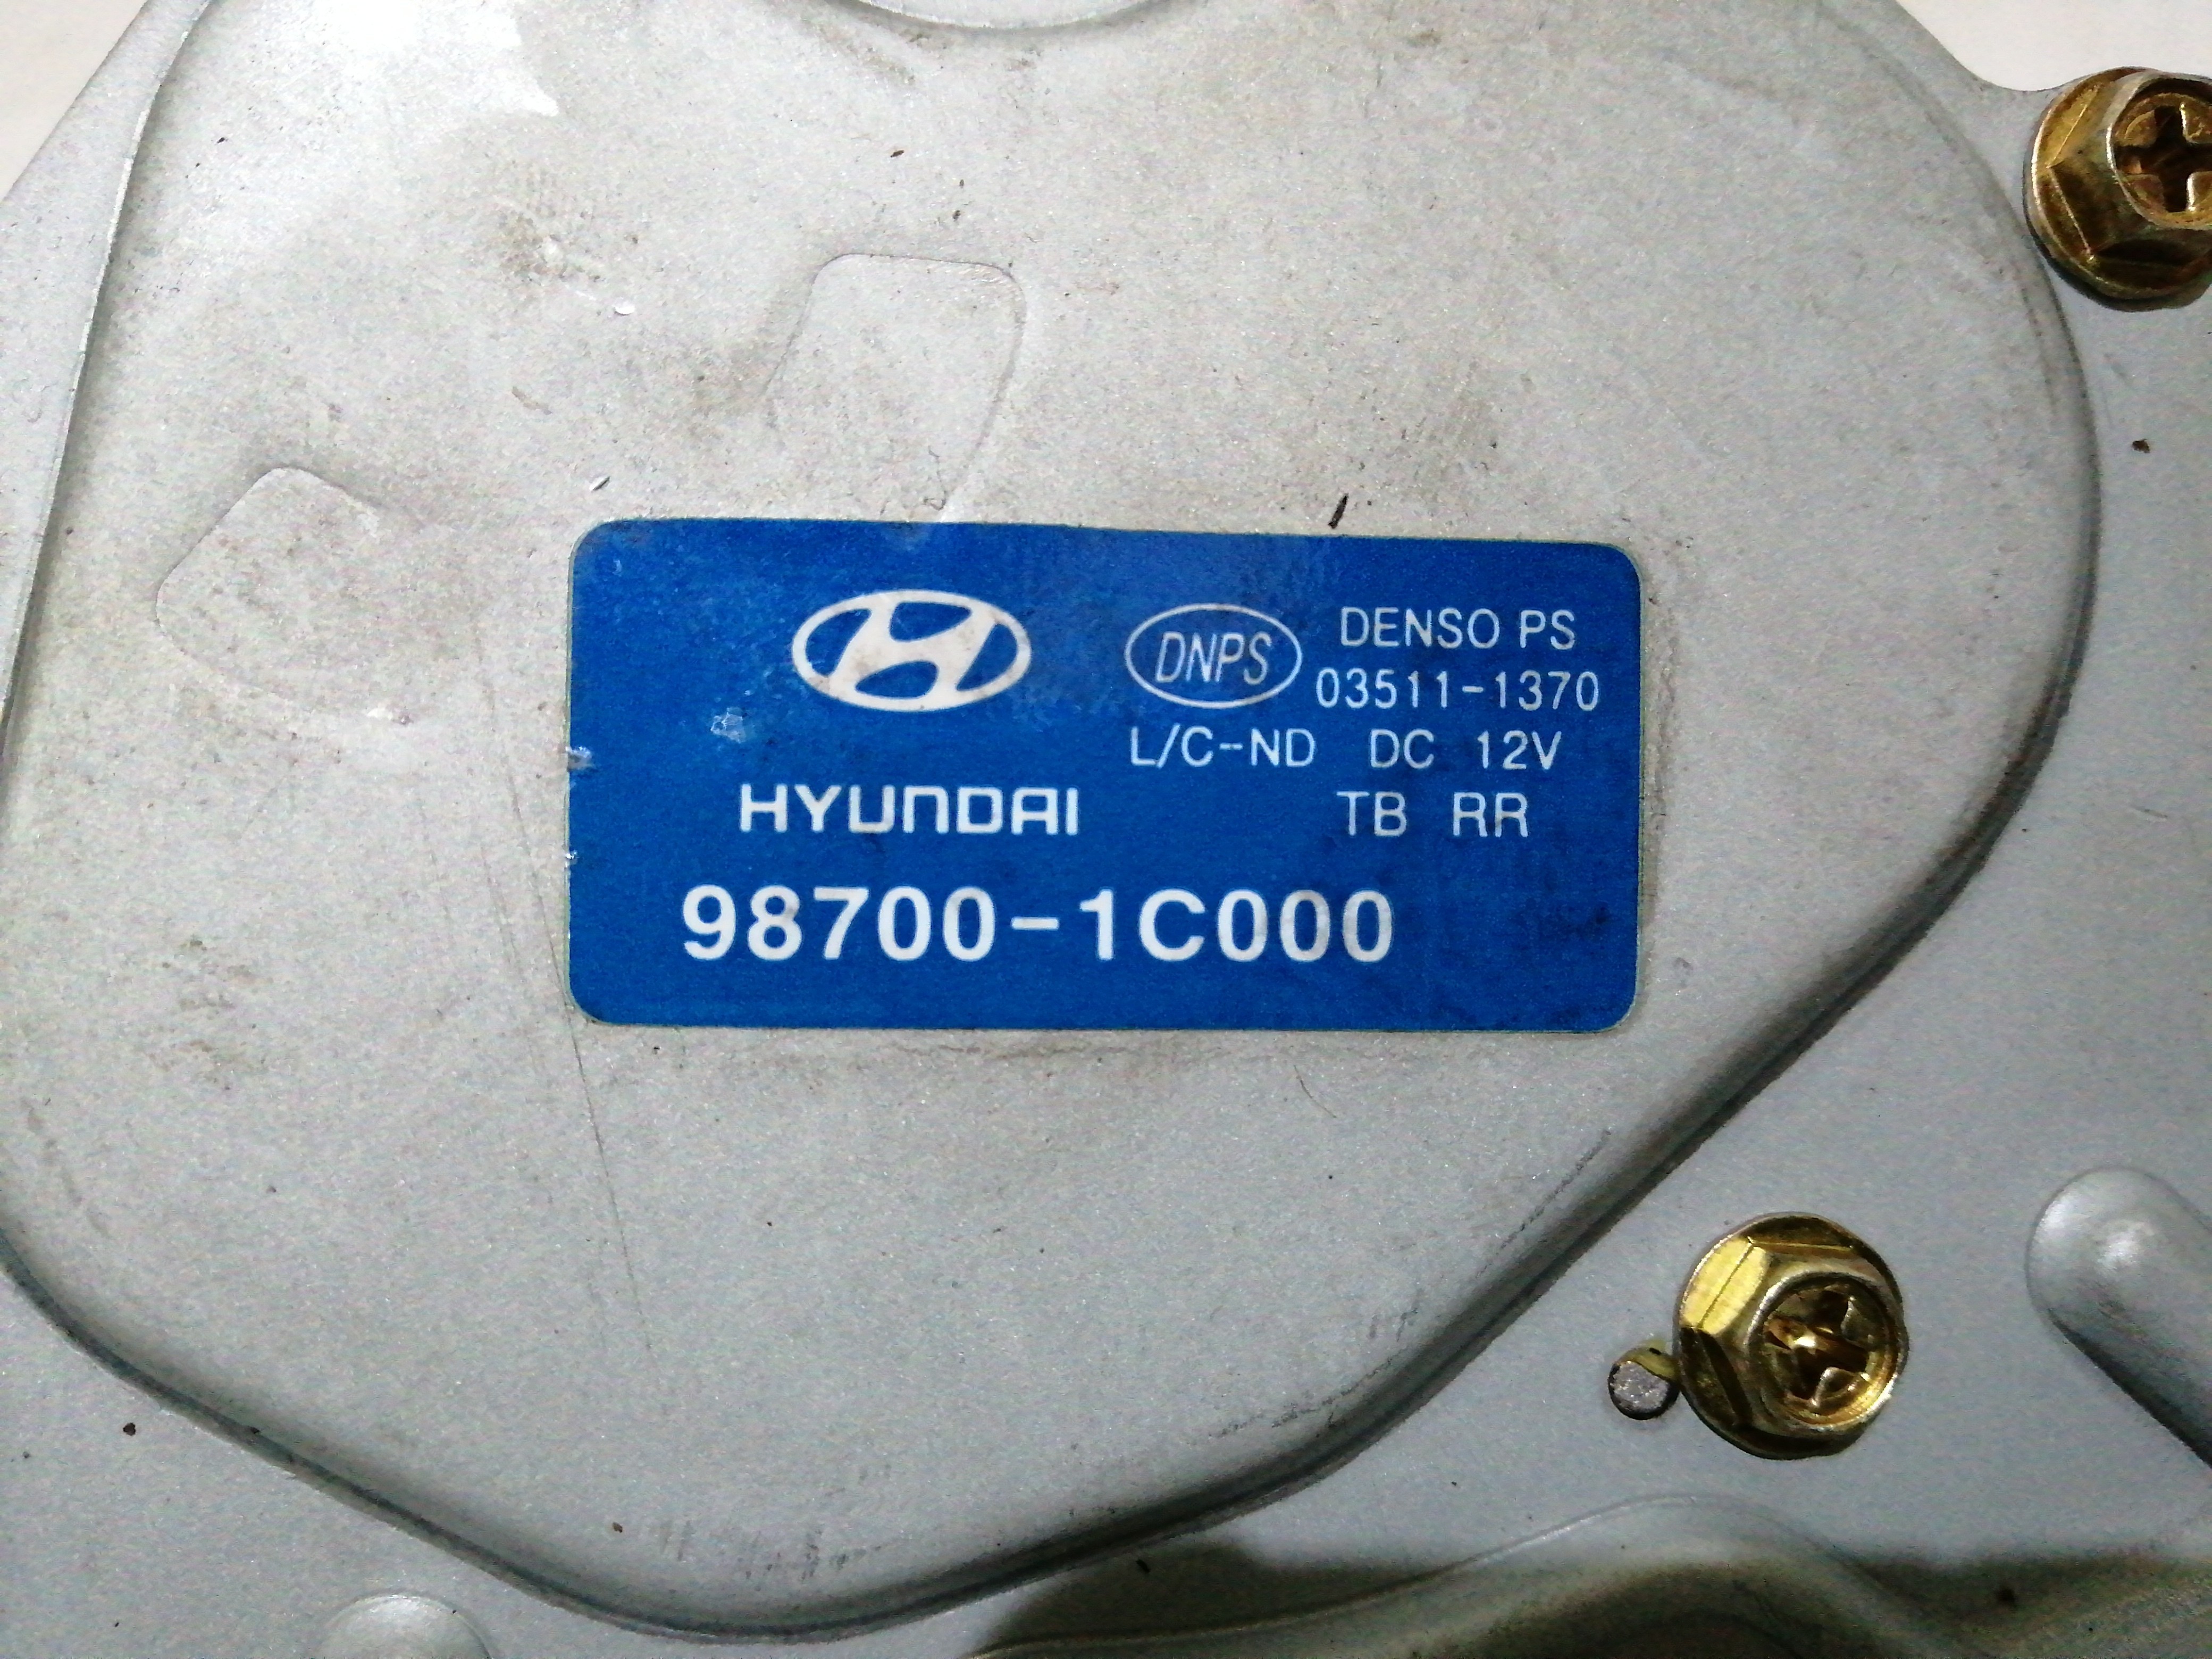 DNPS
DENSO PS
03511-1370
L/C-ND DC 12V
HYUNDAI
TB RR
98700-1C000